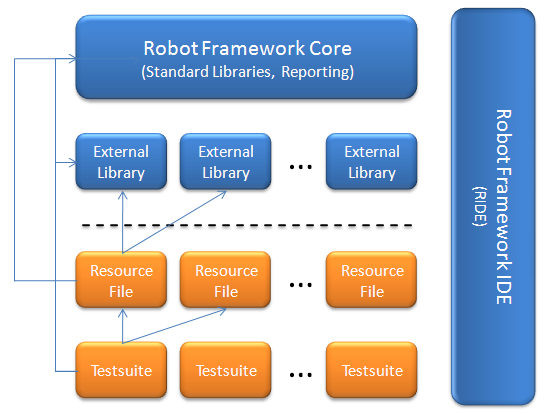 Robot Framework Core
(Standard Libraries, Reporting)
External
Library
External
Library
...
External
Library
Resource
File
Resource
File
...
Resource
File
Testsuite
Testsuite
...
Testsuite
Robot Framework IDE
(RIDE)